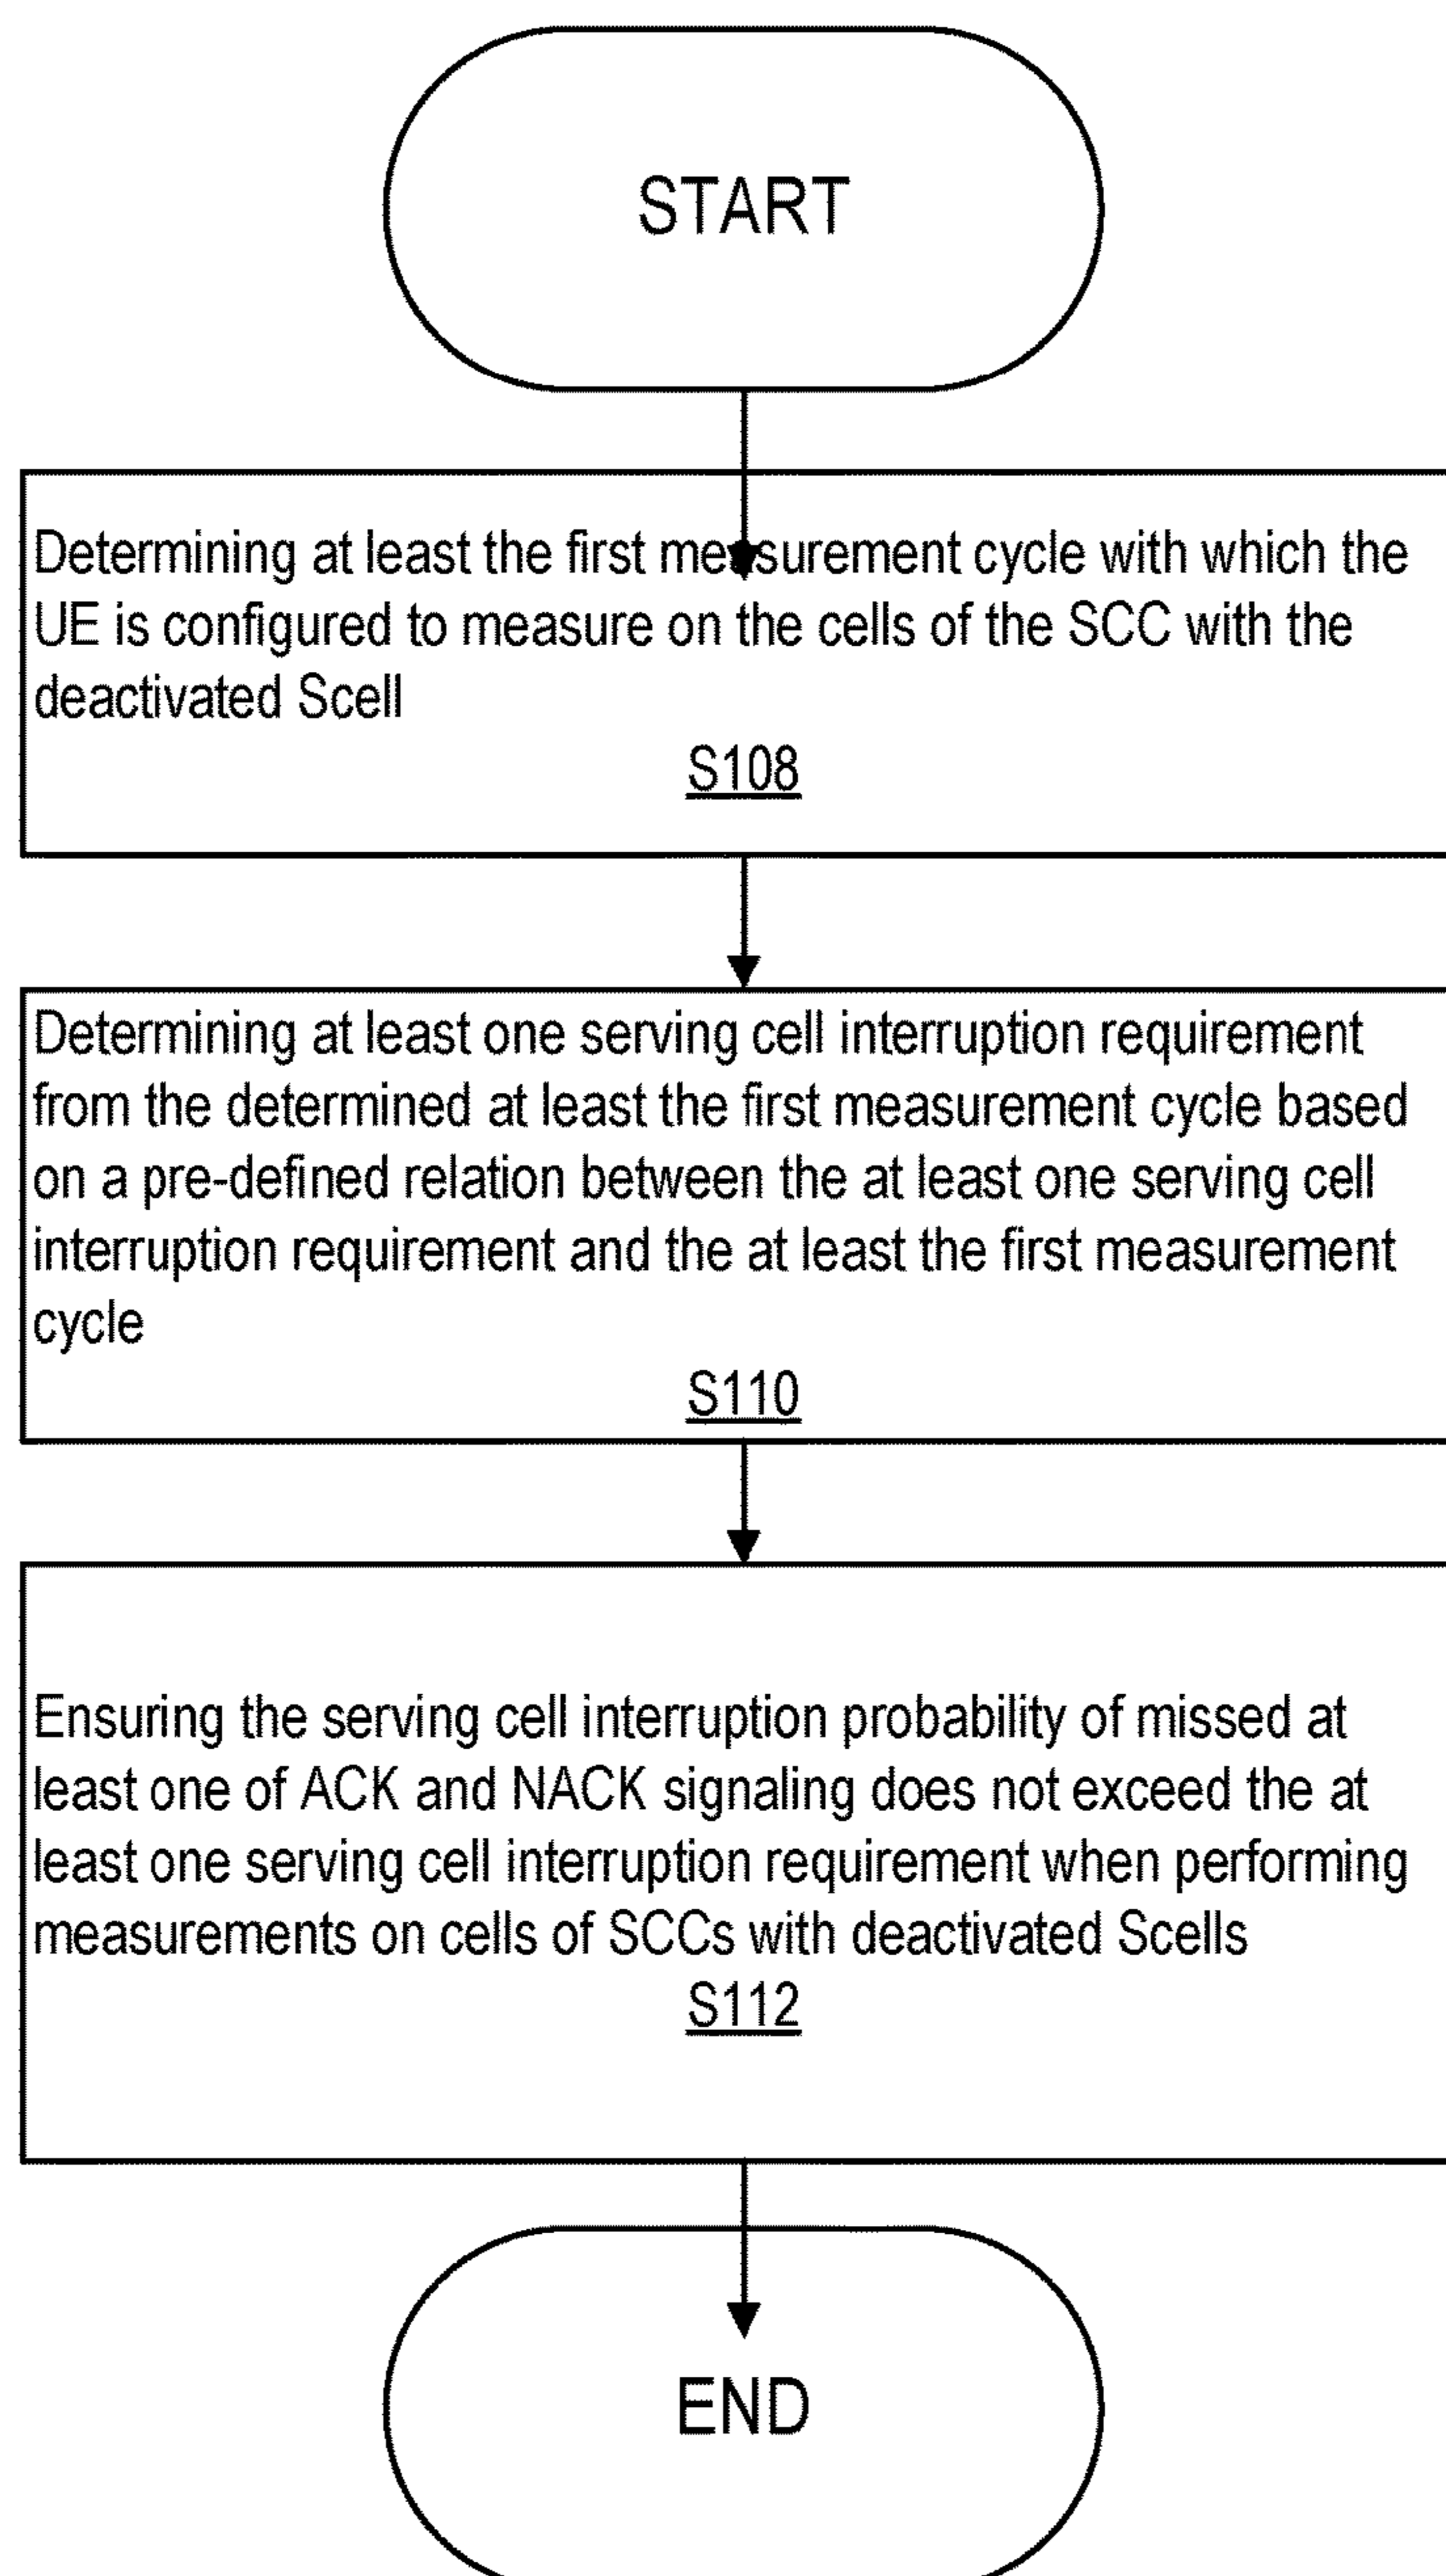 START
Determining at least the first measurement cycle with which the
UE is configured to measure on the cells of the SCC with the
deactivated Scell
S108
Determining at least one serving cell interruption requirement
from the determined at least the first measurement cycle based
on a pre-defined relation between the at least one serving cell
interruption requirement and the at least the first measurement
cycle
S110
Ensuring the serving cell interruption probability of missed at
least one of ACK and NACK signaling does not exceed the at
least one serving cell interruption requirement when performing
measurements on cells of SCCs with deactivated Scells
S112
END